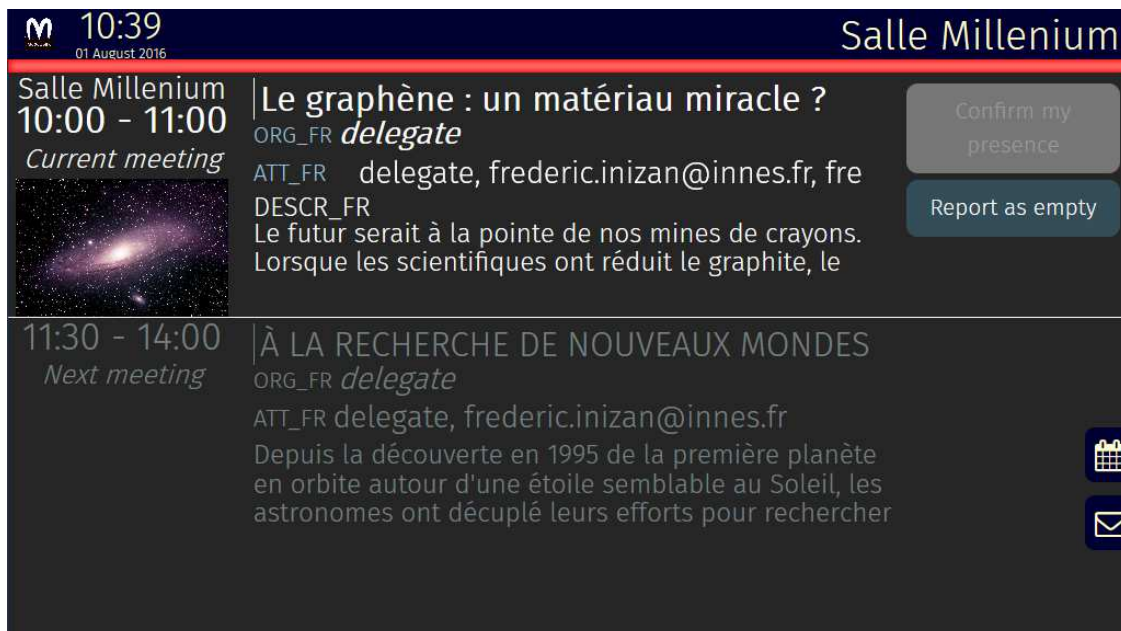 10:39
01 August 2016
Salle Millenium
Salle Millenium
10:00 - 11:00
Current meeting
Le graphène : un matériau miracle ?
ORG_FR delegate
ATT_FR delegate, frederic.inizan@innes.fr, fre
DESCR_FR
Le futur serait à la pointe de nos mines de crayons.
Lorsque les scientifiques ont réduit le graphite, le
Confirm my
presence
Report as empty
11:30 - 14:00
Next meeting
À LA RECHERCHE DE NOUVEAUX MONDES
ORG_FR delegate
ATT_FR delegate, frederic.inizan@innes.fr
Depuis la découverte en 1995 de la première planète
en orbite autour d'une étoile semblable au Soleil, les
astronomes ont décuplé leurs efforts pour rechercher